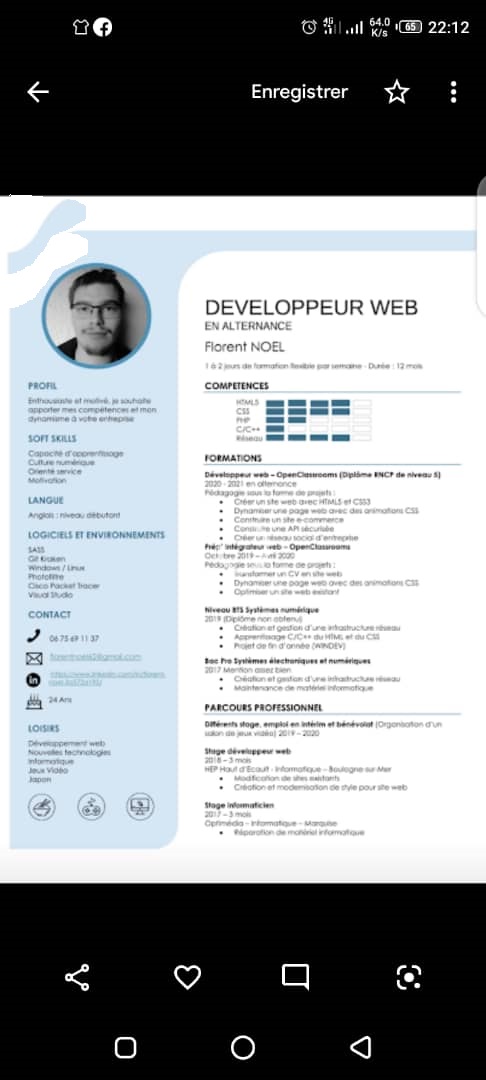 64.0
K/s
65
22:12
Enregistrer
DEVELOPPEUR WEB
EN ALTERNANCE
Florent NOEL
1 à 2 jours de formation flexible par semaine - Durée : 12 mois
PROFIL
Enthousiaste et motivé, je souhaite
apporter mes compétences et mon
dynamisme à votre entreprise
SOFT SKILLS
Capacité d'apprentissage
Culture numérique
Orienté service
Motivation
LANGUE
Anglais : niveau débutant
LOGICIELS ET ENVIRONNEMENTS
SASS
Git Kraken
Windows / Linux
Photofiltre
Cisco Packet Tracer
Visual Studio
CONTACT
06 75 69 11 37
24 Ans
LOISIRS
Développement web
Nouvelles technologies
Informatique
Jeux Vidéo
Japon
COMPETENCES
HTML5
CSS
PHP
C/C++
Réseau
FORMATIONS
Développeur web – OpenClassrooms (Diplôme RNCP de niveau 5)
2020 - 2021 en alternance
Pédagogie sous la forme de projets :
• Créer un site web avec HTML5 et CSS3
• Dynamiser une page web avec des animations CSS
• Construire un site e-commerce
• Construire une API sécurisée
• Créer un réseau social d'entreprise
Intégrateur web – OpenClassrooms
Octobre 2019 – Avril 2020
Pédagogie sous la forme de projets :
• Transformer un CV en site web
• Dynamiser une page web avec des animations CSS
• Optimiser un site web existant
Niveau BTS Systèmes numérique
2019 (Diplôme non obtenu)
• Création et gestion d'une infrastructure réseau
• Apprentissage C/C++ du HTML et du CSS
• Projet de fin d'année (WINDEV)
Bac Pro Systèmes électroniques et numériques
2017 Mention assez bien
• Création et gestion d'une infrastructure réseau
• Maintenance de matériel informatique
PARCOURS PROFESSIONNEL
Différents stage, emploi en intérim et bénévolat (Organisation d'un
salon de jeux vidéo) 2019 – 2020
Stage développeur web
2018 – 3 mois
HEP Haut d'Ecault - Informatique – Boulogne-sur-Mer
• Modification de sites existants
• Création et modernisation de style pour site web
Stage informaticien
2017 – 3 mois
Optimédia – Informatique – Marquise
• Réparation de matériel informatique